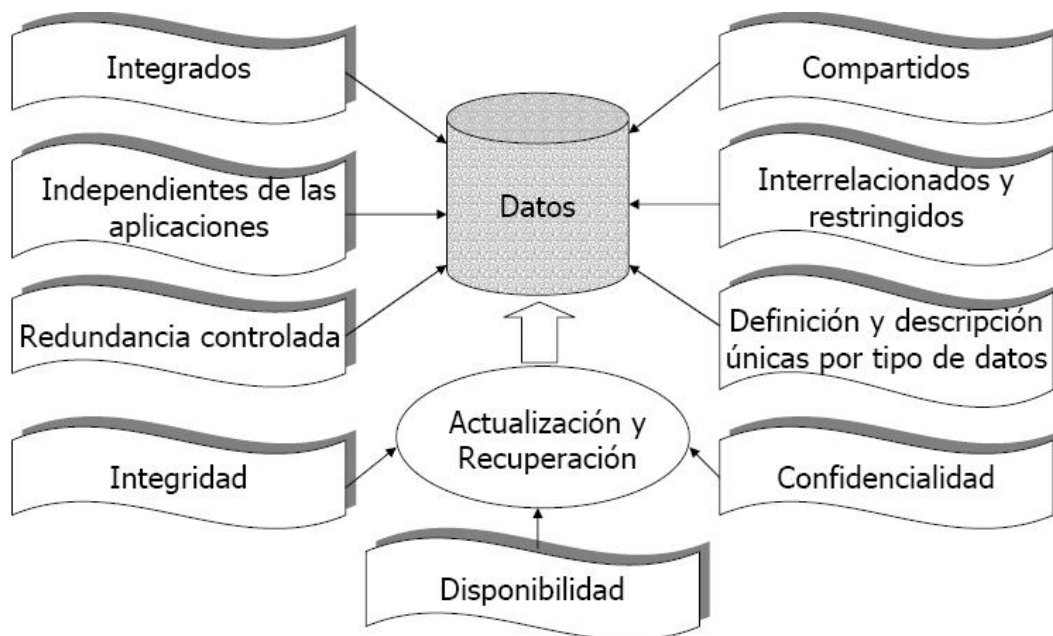 Integrados
Compartidos
Independientes de las
aplicaciones
Datos
Interrelacionados y
restringidos
Redundancia controlada
Definición y descripción
únicas por tipo de datos
Actualización y
Recuperación
Integridad
Confidencialidad
Disponibilidad